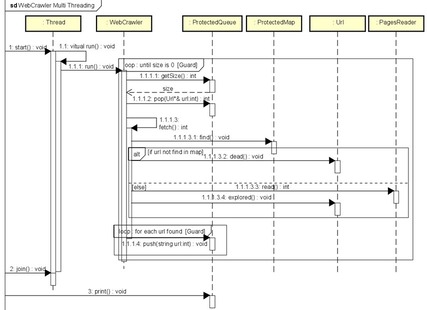 sd WebCrawler Multi Threading
: Thread
: WebCrawler
: ProtectedQueue
: ProtectedMap
: Url
: PagesReader
1: start() : void
1.1: vitual run() : void
1.1.1: run() : void
loop : until size is 0 [Guard]
1.1.1.1: getSize() : int
size
1.1.1.2: pop(Url*& url:int) : int
1.1.1.3:
fetch() : int
1.1.1.3.1: find() : void
alt
[if url not find in map]
1.1.1.3.2: dead() : void
[else]
1.1.1.3.3: read() : int
1.1.1.3.4: explored() : void
loop : for each url found [Guard]
1.1.1.4: push(string url:int) : void
2: join() : void
3: print() : void